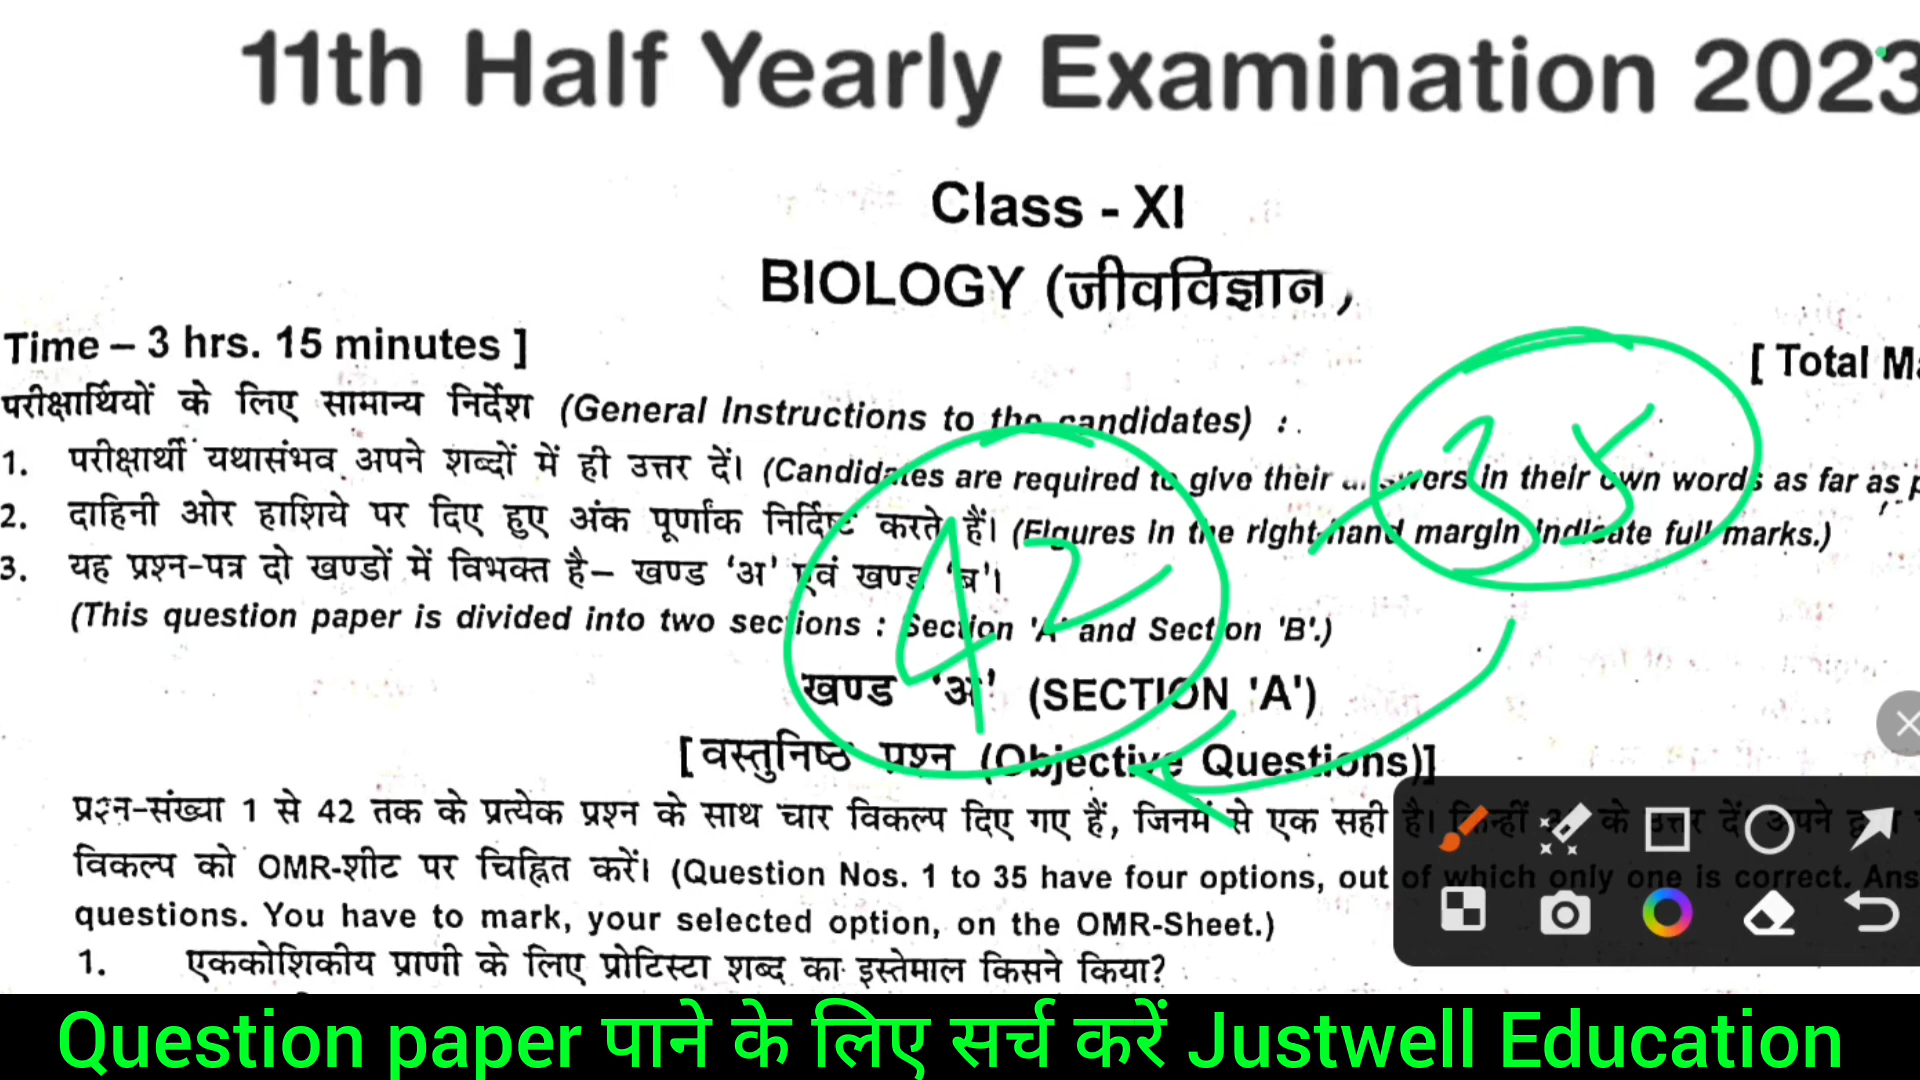 11th Half Yearly Examination 2023
Class - XI
BIOLOGY (जीवविज्ञान)
Time – 3 hrs. 15 minutes ]
[ Total
परीक्षार्थियों के लिए सामान्य निर्देश (General Instructions to the candidates) :
1. परीक्षार्थी यथासंभव अपने शब्दों में ही उत्तर दें। (Candidates are required to give their answers in their own words as far as
2. दाहिनी ओर हाशिये पर दिए हुए अंक पूर्णांक निर्दिष्ट करते हैं। (Figures in the right hand margin indicate full marks.)
3. यह प्रश्न-पत्र दो खण्डों में विभक्त है– खण्ड ‘अ’ एवं खण्ड ‘ब’।
(This question paper is divided into two sections : Section 'A' and Section 'B'.)
42
35
खण्ड ‘अ’ (SECTION 'A')
[ वस्तुनिष्ठ प्रश्न (Objective Questions)]
प्रश्न-संख्या 1 से 42 तक के प्रत्येक प्रश्न के साथ चार विकल्प दिए गए हैं, जिनमें से एक सही है। किन्हीं के उत्तर दें। अपने
विकल्प को OMR-शीट पर चिह्नित करें। (Question Nos. 1 to 35 have four options, out of which only one is correct.
questions. You have to mark, your selected option, on the OMR-Sheet.)
1. एककोशिकीय प्राणी के लिए प्रोटिस्टा शब्द का इस्तेमाल किसने किया?
Question paper पाने के लिए सर्च करें Justwell Education